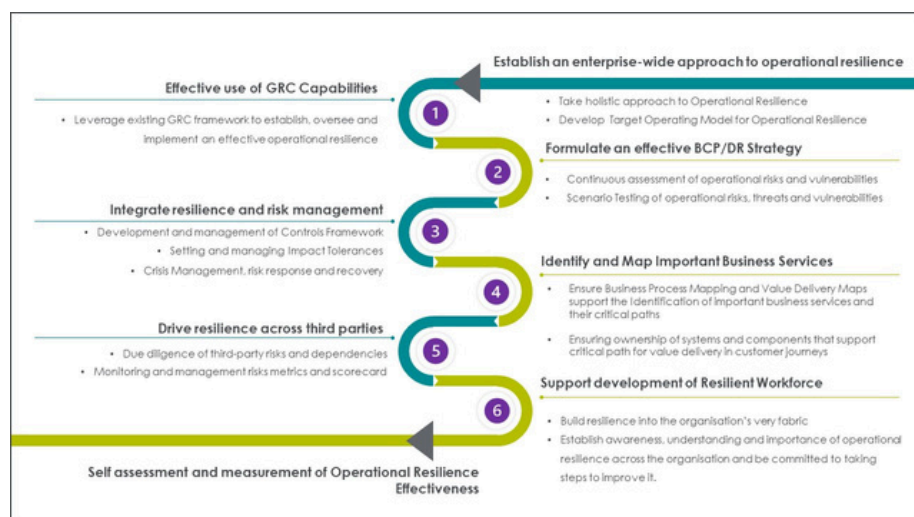 Establish an enterprise-wide approach to operational resilience
• Take holistic approach to Operational Resilience
• Develop Target Operating Model for Operational Resilience
Effective use of GRC Capabilities
• Leverage existing GRC framework to establish, oversee and
implement an effective operational resilience
1
Formulate an effective BCP/DR Strategy
• Continuous assessment of operational risks and vulnerabilities
• Scenario Testing of operational risks, threats and vulnerabilities
2
Integrate resilience and risk management
• Development and management of Controls Framework
• Setting and managing Impact Tolerances
• Crisis Management, risk response and recovery
3
Identify and Map Important Business Services
• Ensure Business Process Mapping and Value Delivery Maps
support the Identification of important business services and
their critical paths
• Ensuring ownership of systems and components that support
critical path for value delivery in customer journeys
4
Drive resilience across third parties
• Due diligence of third-party risks and dependencies
• Monitoring and management risks metrics and scorecard
5
Support development of Resilient Workforce
• Build resilience into the organisation's very fabric
• Establish awareness, understanding and importance of operational
resilience across the organisation and be committed to taking
steps to improve it.
6
Self assessment and measurement of Operational Resilience
Effectiveness